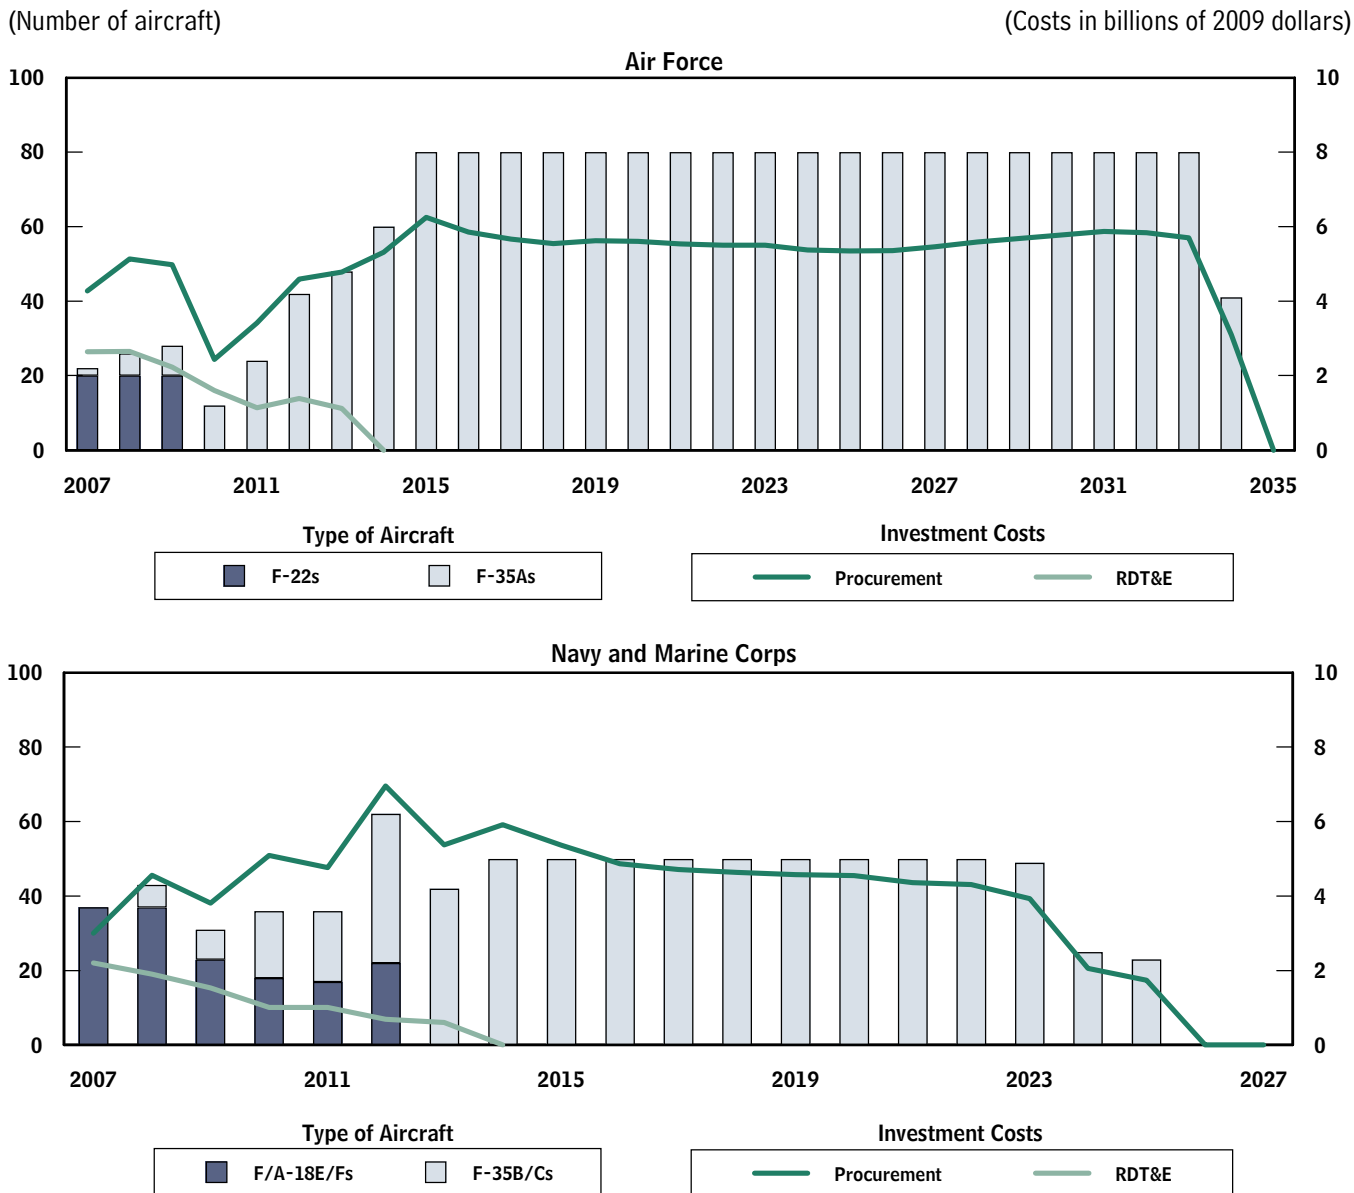 (Number of aircraft) (Costs in billions of 2009 dollars)
Air Force
100 10
80 8
60 6
40 4
20 2
0 0
2007 2011 2015 2019 2023 2027 2031 2035
Type of Aircraft Investment Costs
F-22s F-35As Procurement RDT&E
Navy and Marine Corps
100 10
80 8
60 6
40 4
20 2
0 0
2007 2011 2015 2019 2023 2027
Type of Aircraft Investment Costs
F/A-18E/Fs F-35B/Cs Procurement RDT&E